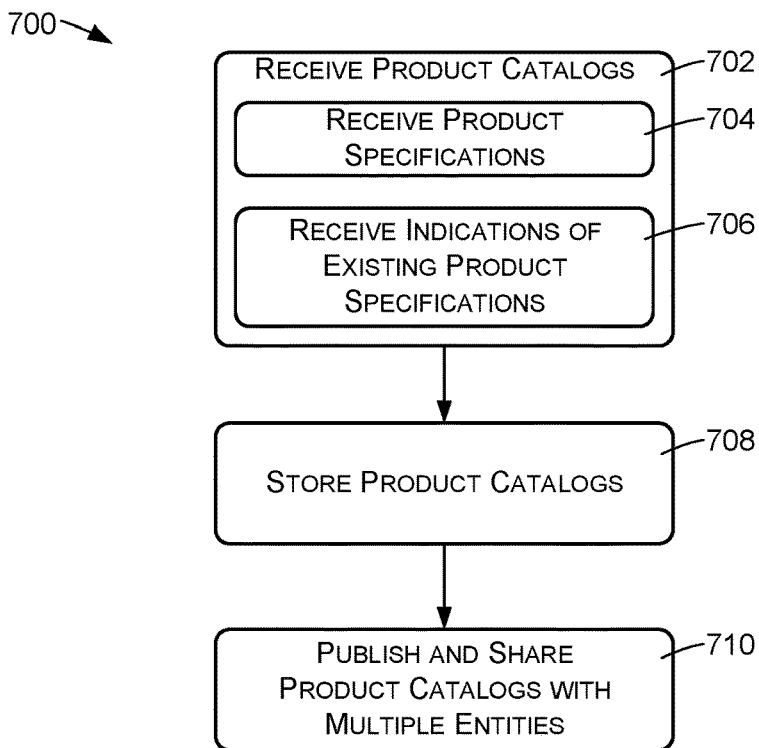 700
RECEIVE PRODUCT CATALOGS
702
RECEIVE PRODUCT
SPECIFICATIONS
704
RECEIVE INDICATIONS OF
EXISTING PRODUCT
SPECIFICATIONS
706
STORE PRODUCT CATALOGS
708
PUBLISH AND SHARE
PRODUCT CATALOGS WITH
MULTIPLE ENTITIES
710